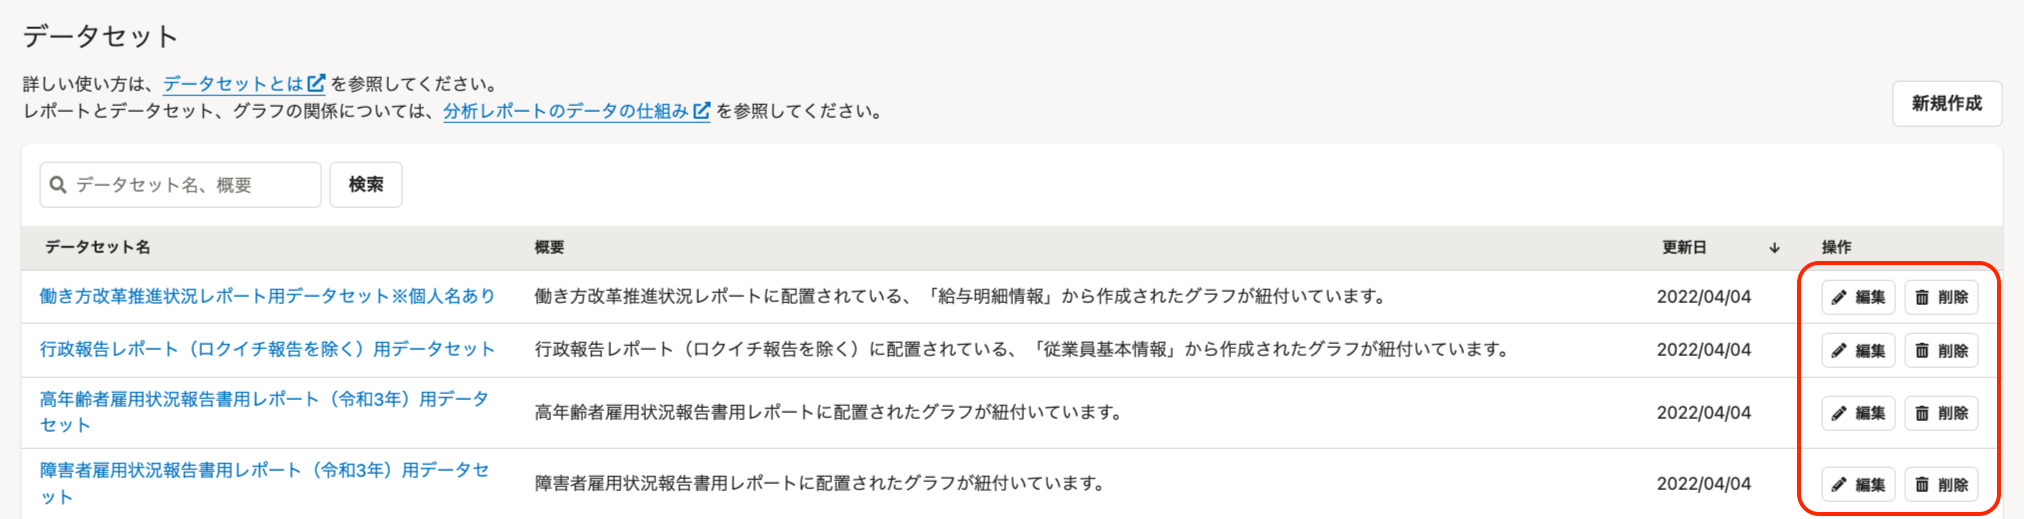 データセット
詳しい使い方は、データセットとは を参照してください。
レポートとデータセット、グラフの関係については、分析レポートのデータの仕組み を参照してください。
新規作成
データセット名、概要 検索
データセット名 概要 更新日 ↓ 操作
働き方改革推進状況レポート用データセット※個人名あり 働き方改革推進状況レポートに配置されている、「給与明細情報」から作成されたグラフが紐付いています。 2022/04/04 編集 削除
行政報告レポート（ロクイチ報告を除く）用データセット 行政報告レポート（ロクイチ報告を除く）に配置されている、「従業員基本情報」から作成されたグラフが紐付いています。 2022/04/04 編集 削除
高年齢者雇用状況報告書用レポート（令和3年）用データ
セット
高年齢者雇用状況報告書用レポートに配置されたグラフが紐付いています。 2022/04/04 編集 削除
障害者雇用状況報告書用レポート（令和3年）用データセ
ット
障害者雇用状況報告書用レポートに配置されたグラフが紐付いています。 2022/04/04 編集 削除